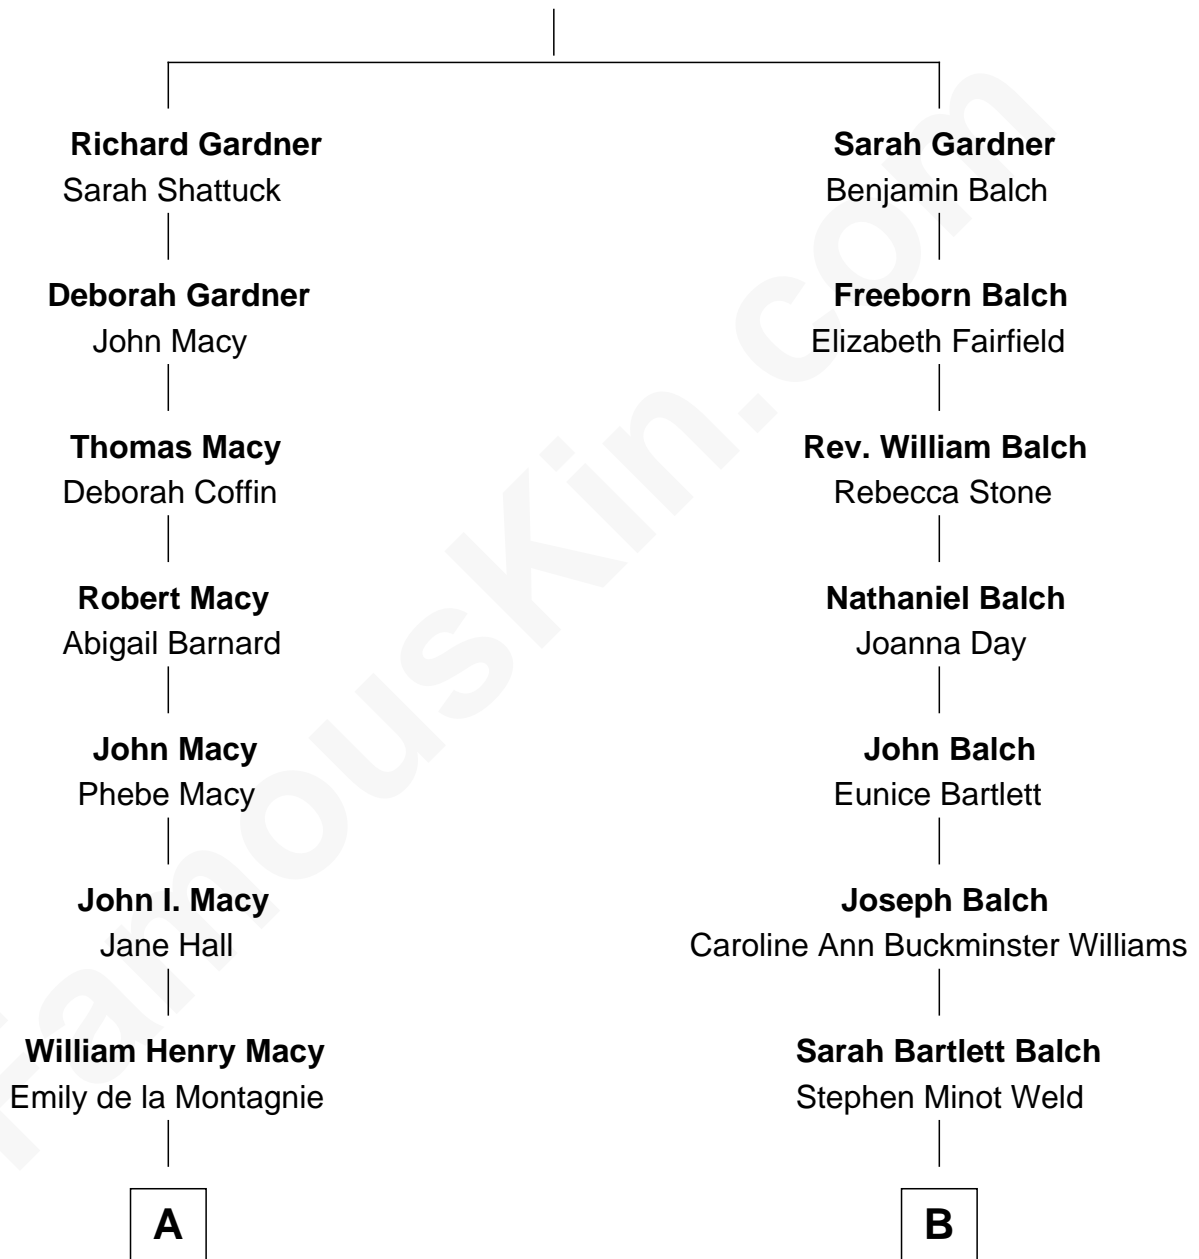 Richard Gardner
Sarah Shattuck
Deborah Gardner
John Macy
Thomas Macy
Deborah Coffin
Robert Macy
Abigail Barnard
John Macy
Phebe Macy
John I. Macy
Jane Hall
William Henry Macy
Emily de la Montagnie
A
Sarah Gardner
Benjamin Balch
Freeborn Balch
Elizabeth Fairfield
Rev. William Balch
Rebecca Stone
Nathaniel Balch
Joanna Day
John Balch
Eunice Bartlett
Joseph Balch
Caroline Ann Buckminster Williams
Sarah Bartlett Balch
Stephen Minot Weld
B
FamousKin.com